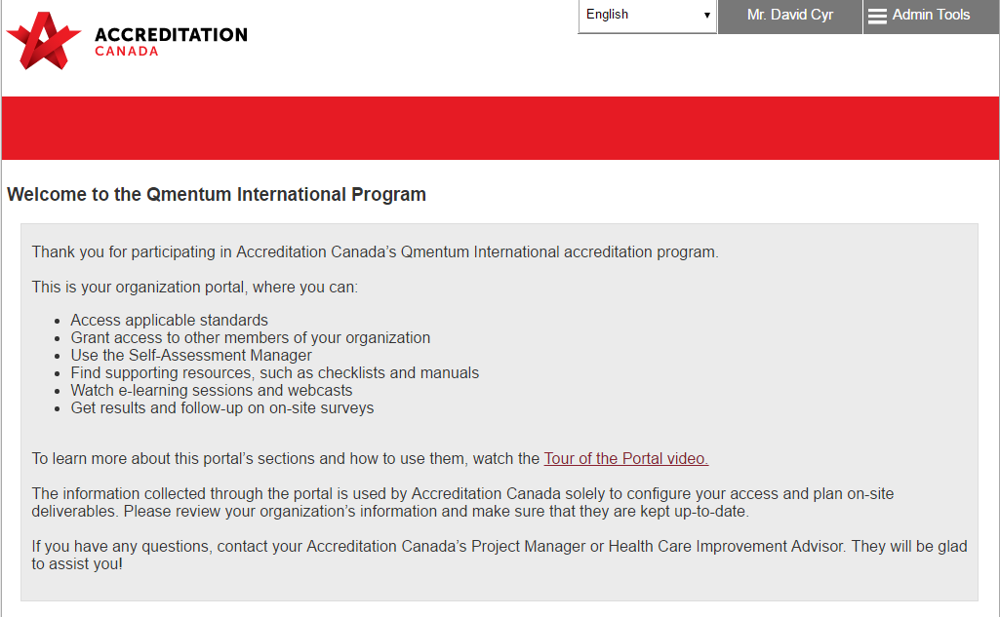 English
Mr. David Cyr
Admin Tools
ACCREDITATION
CANADA
Welcome to the Qmentum International Program
Thank you for participating in Accreditation Canada’s Qmentum International accreditation program.
This is your organization portal, where you can:
• Access applicable standards
• Grant access to other members of your organization
• Use the Self-Assessment Manager
• Find supporting resources, such as checklists and manuals
• Watch e-learning sessions and webcasts
• Get results and follow-up on on-site surveys
To learn more about this portal’s sections and how to use them, watch the Tour of the Portal video.
The information collected through the portal is used by Accreditation Canada solely to configure your access and plan on-site
deliverables. Please review your organization’s information and make sure that they are kept up-to-date.
If you have any questions, contact your Accreditation Canada’s Project Manager or Health Care Improvement Advisor. They will be glad
to assist you!